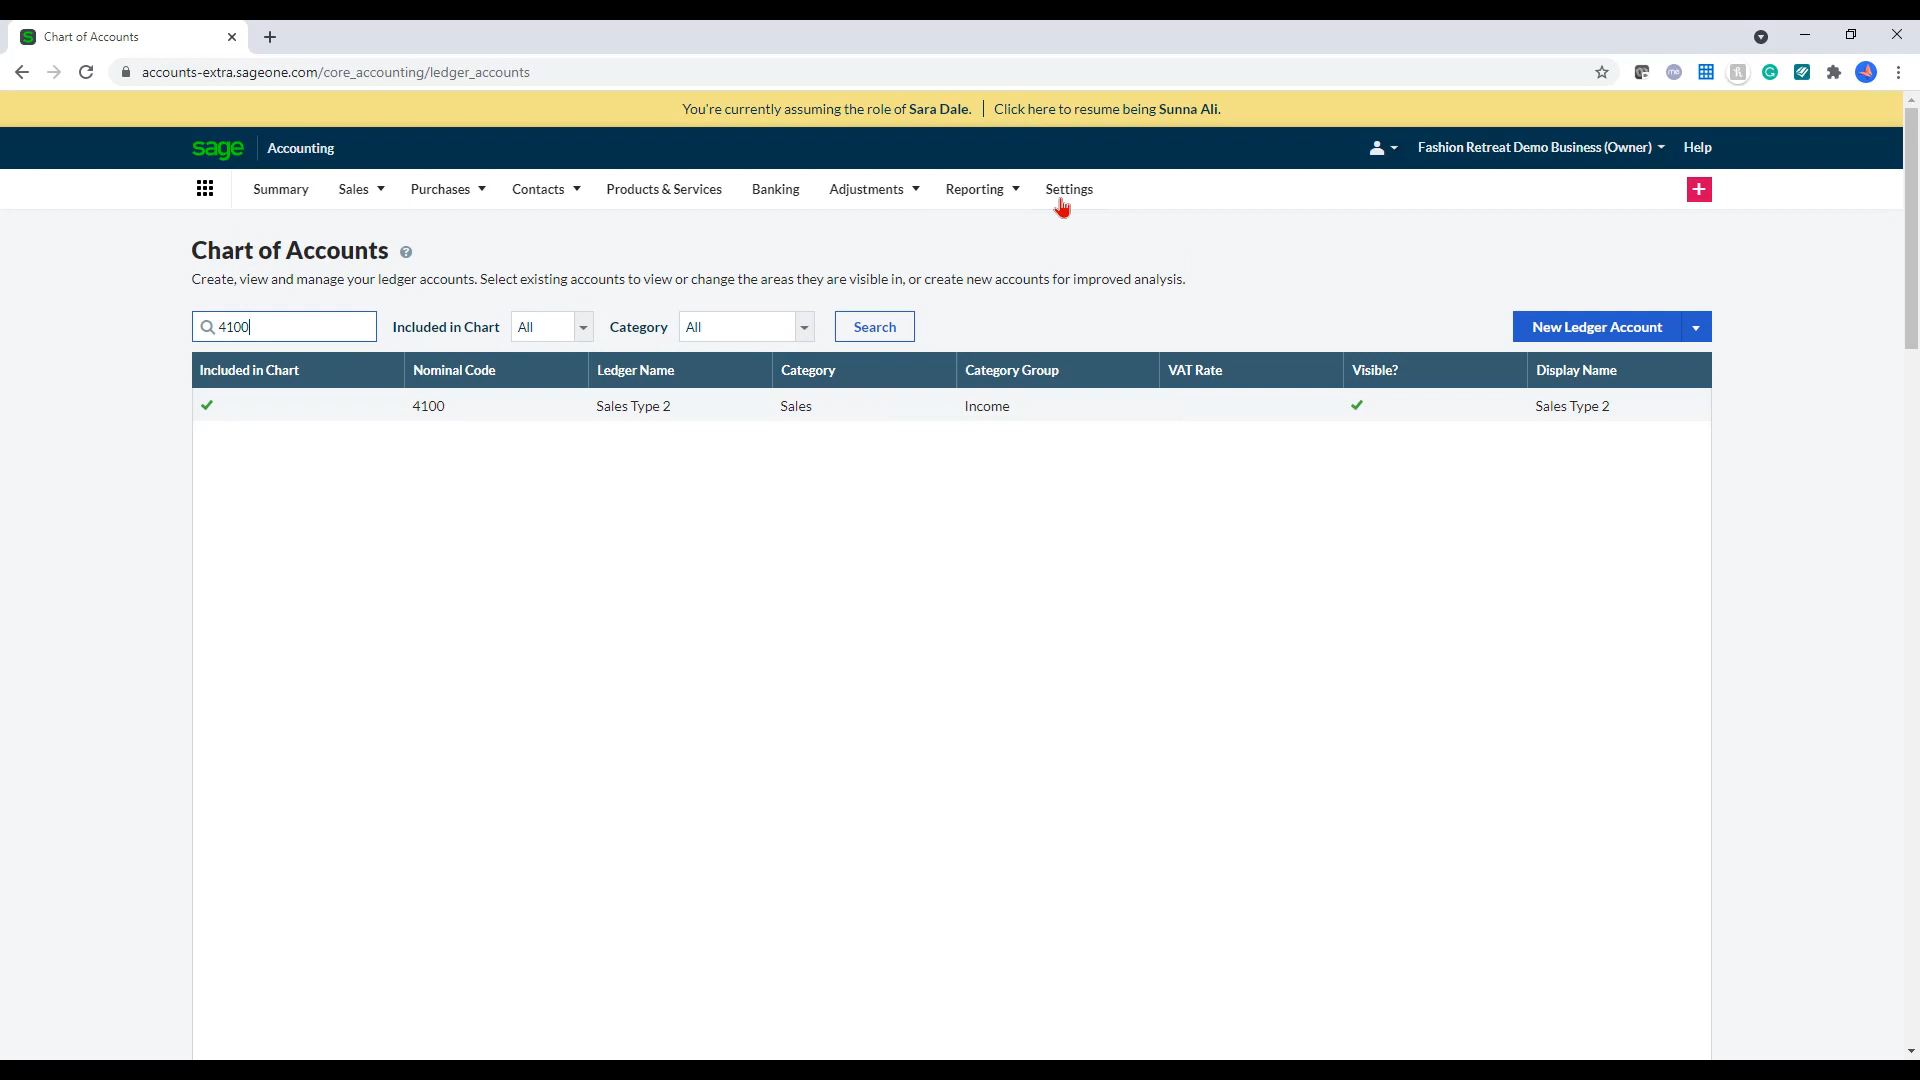 Chart of Accounts
accounts-extra.sageone.com/core_accounting/ledger_accounts
You're currently assuming the role of Sara Dale. | Click here to resume being Sunna Ali.
sage Accounting Fashion Retreat Demo Business (Owner) Help
Summary Sales Purchases Contacts Products & Services Banking Adjustments Reporting Settings +
Chart of Accounts ?
Create, view and manage your ledger accounts. Select existing accounts to view or change the areas they are visible in, or create new accounts for improved analysis.
4100 Included in Chart All Category All Search New Ledger Account
Included in Chart Nominal Code Ledger Name Category Category Group VAT Rate Visible? Display Name
4100 Sales Type 2 Sales Income Sales Type 2